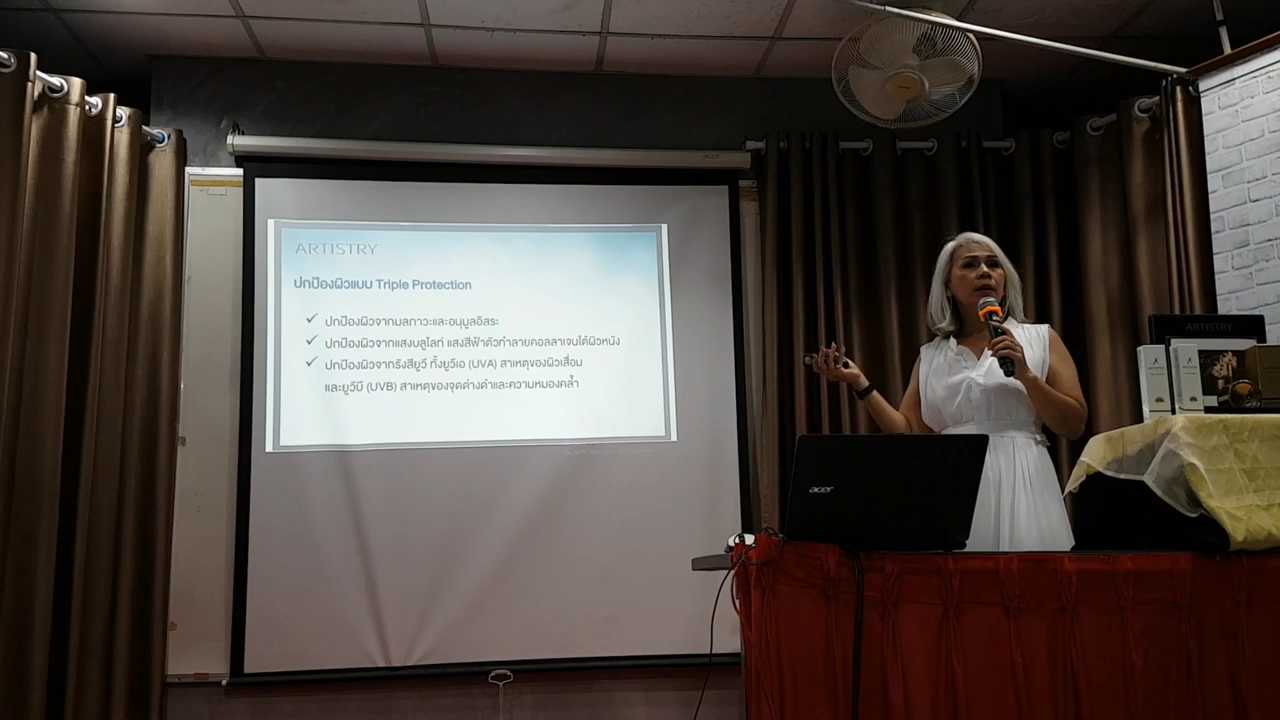 acer
ARTISTRY
ปกป้องผิวแบบ Triple Protection
✓ ปกป้องผิวจากมลภาวะและอนุมูลอิสระ
✓ ปกป้องผิวจากแสงบลูไลท์ แสงสีฟ้าตัวทำลายคอลลาเจนใต้ผิวหนัง
✓ ปกป้องผิวจากรังสียูวี ทั้งยูวีเอ (UVA) สาเหตุของผิวเสื่อม
และยูวีบี (UVB) สาเหตุของจุดด่างดำและความหมองคล้ำ
ARTISTRY
acer